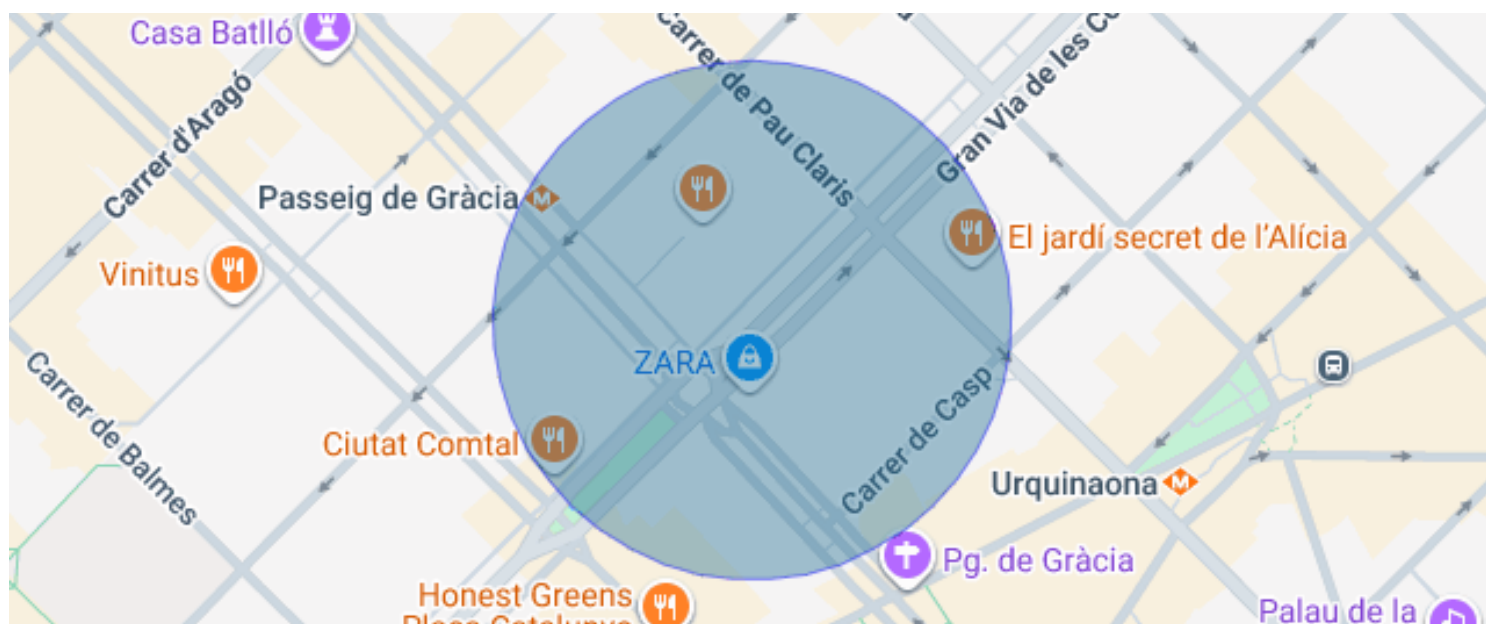 Casa Batlló
Carrer d'Aragó
Carrer de Pau Claris
Gran Via de les Co
Passeig de Gràcia
El jardí secret de l'Alícia
Vinitus
ZARA
Carrer de Balmes
Ciutat Comtal
Carrer de Casp
Urquinaona
Pg. de Gràcia
Honest Greens
Plaça Catalunya
Palau de la